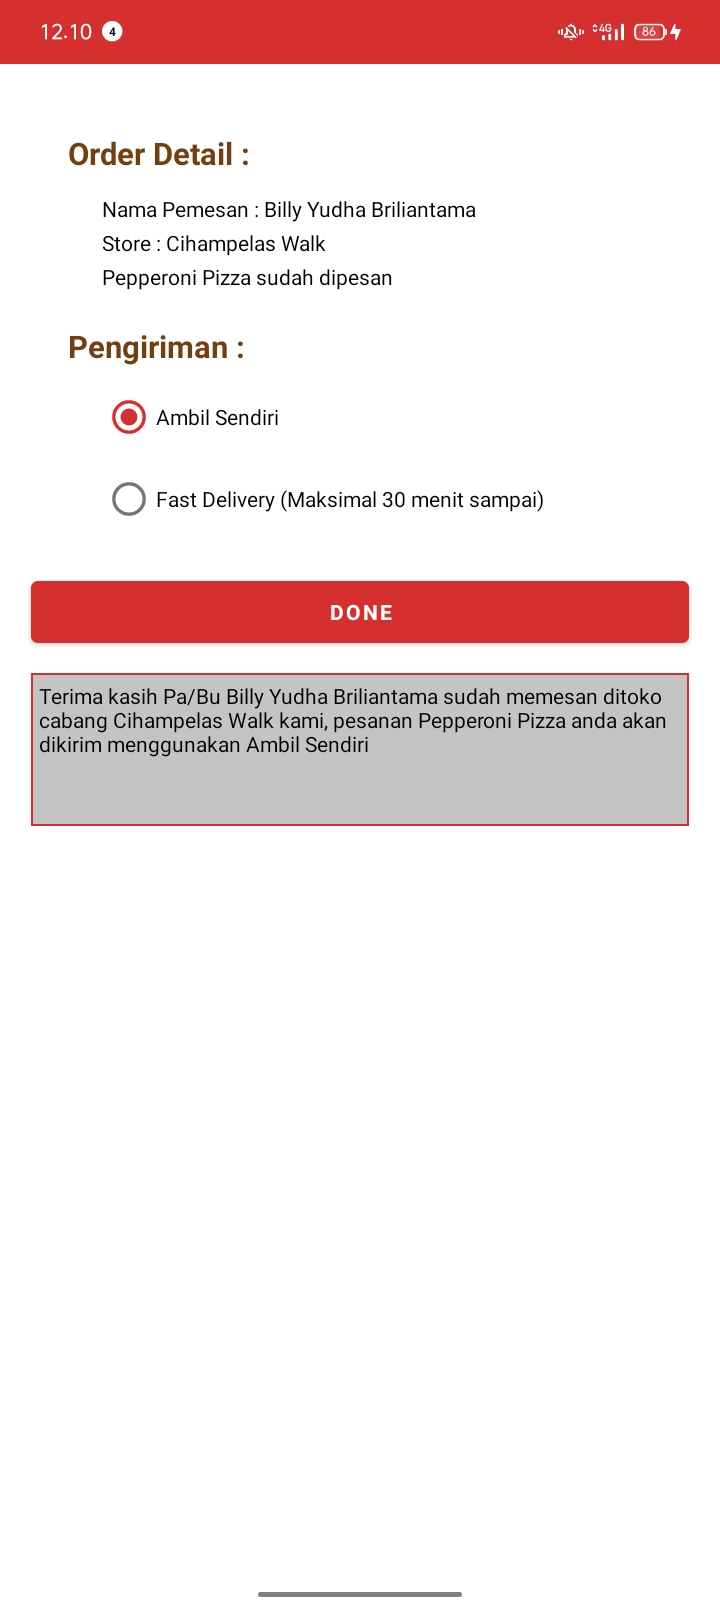 12.10 4 4G 86
Order Detail :
Nama Pemesan : Billy Yudha Briliantama
Store : Cihampelas Walk
Pepperoni Pizza sudah dipesan
Pengiriman :
Ambil Sendiri
Fast Delivery (Maksimal 30 menit sampai)
DONE
Terima kasih Pa/Bu Billy Yudha Briliantama sudah memesan ditoko
cabang Cihampelas Walk kami, pesanan Pepperoni Pizza anda akan
dikirim menggunakan Ambil Sendiri